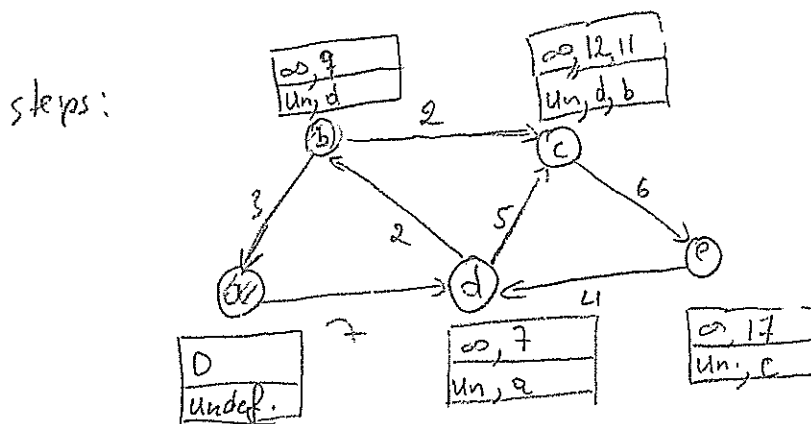 steps:
∞, 9
un, d
∞, 12, 11
un, d, b
b
2
c
3
2
5
6
a
d
e
7
4
0
undef.
∞, 7
un, a
∞, 17
un., c